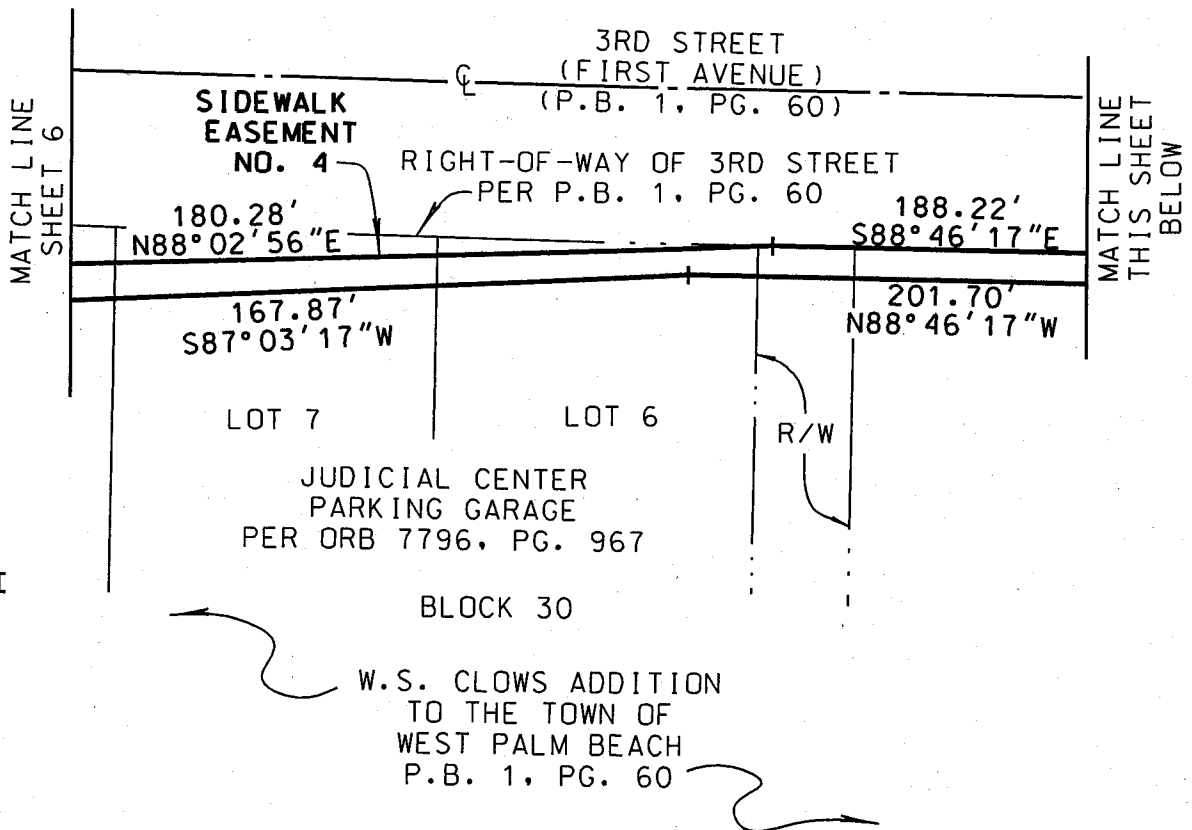 3RD STREET
(FIRST AVENUE)
(P.B. 1, PG. 60)
℄
SIDEWALK
EASEMENT
NO. 4
RIGHT-OF-WAY OF 3RD STREET
PER P.B. 1, PG. 60
MATCH LINE
SHEET 6
180.28'
N88°02'56"E
188.22'
S88°46'17"E
MATCH LINE
THIS SHEET
BELOW
167.87'
S87°03'17"W
201.70'
N88°46'17"W
LOT 7
LOT 6
R/W
JUDICIAL CENTER
PARKING GARAGE
PER ORB 7796, PG. 967
BLOCK 30
W.S. CLOWS ADDITION
TO THE TOWN OF
WEST PALM BEACH
P.B. 1, PG. 60